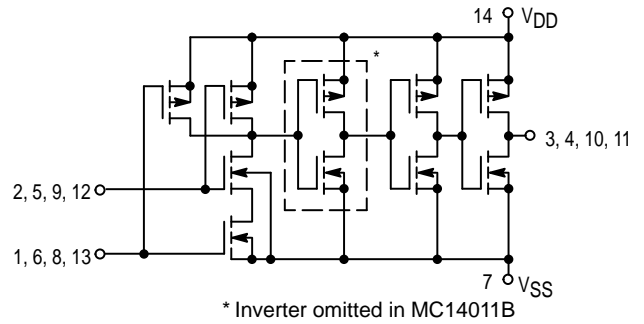 14 VDD
*
3, 4, 10, 11
2, 5, 9, 12
1, 6, 8, 13
7 VSS
* Inverter omitted in MC14011B